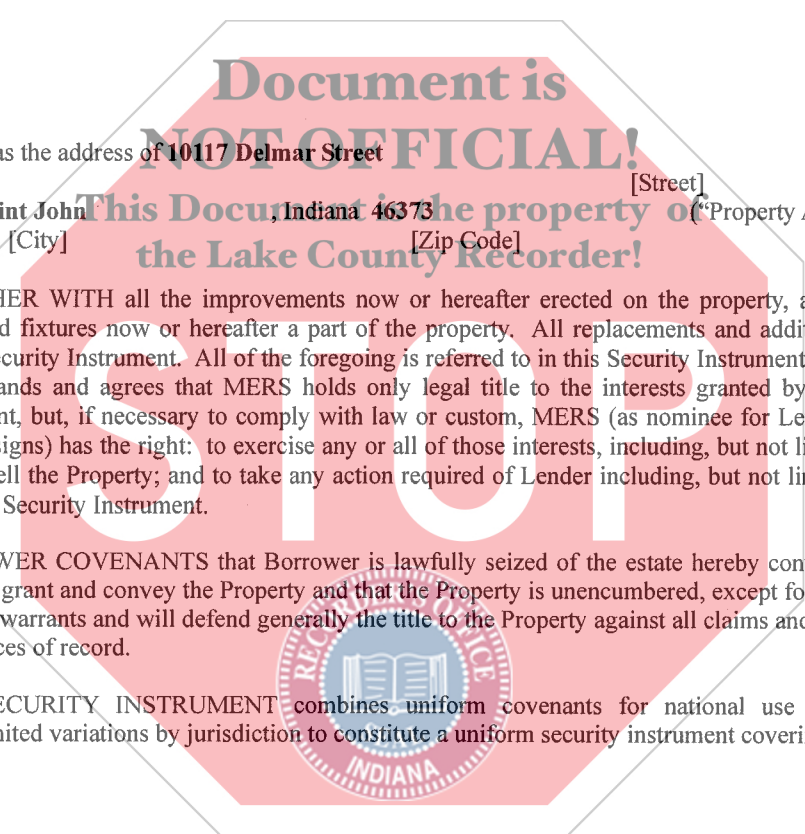 Document is
NOT OFFICIAL!
This Document is the property of
the Lake County Recorder!
STOP
as the address of 10117 Delmar Street
[Street]
int John , Indiana 46373 ("Property A
[City] [Zip Code]
HER WITH all the improvements now or hereafter erected on the property, a
d fixtures now or hereafter a part of the property. All replacements and addit
curity Instrument. All of the foregoing is referred to in this Security Instrument
ands and agrees that MERS holds only legal title to the interests granted by
nt, but, if necessary to comply with law or custom, MERS (as nominee for Le
signs) has the right: to exercise any or all of those interests, including, but not li
ell the Property; and to take any action required of Lender including, but not lin
Security Instrument.
WER COVENANTS that Borrower is lawfully seized of the estate hereby con
grant and convey the Property and that the Property is unencumbered, except fo
warrants and will defend generally the title to the Property against all claims and
ces of record.
ECURITY INSTRUMENT combines uniform covenants for national use
nited variations by jurisdiction to constitute a uniform security instrument coveri
RECORDER'S OFFICE
SEAL
INDIANA